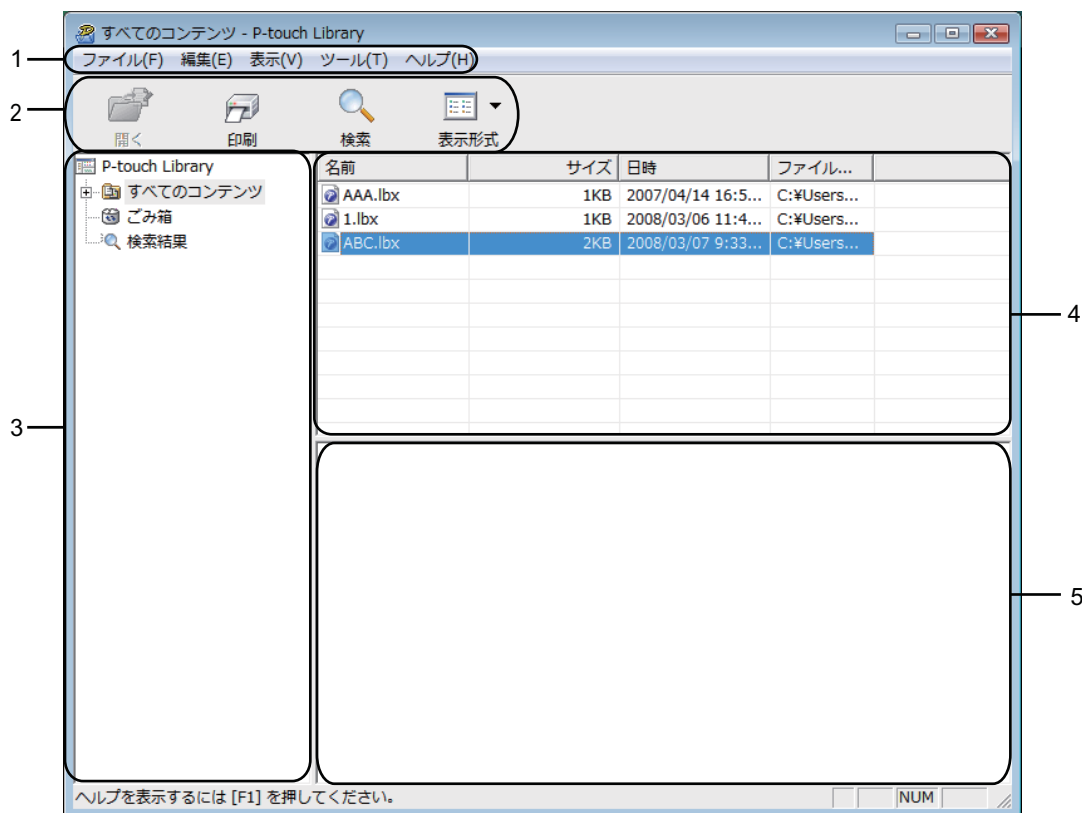 すべてのコンテンツ - P-touch Library
1
ファイル(F) 編集(E) 表示(V) ツール(T) ヘルプ(H)
2
開く 印刷 検索 表示形式
P-touch Library
すべてのコンテンツ
ごみ箱
検索結果
名前 サイズ 日時 ファイル...
AAA.lbx 1KB 2007/04/14 16:5... C:¥Users...
1.lbx 1KB 2008/03/06 11:4... C:¥Users...
ABC.lbx 2KB 2008/03/07 9:33... C:¥Users...
4
3
5
ヘルプを表示するには [F1] を押してください。 NUM